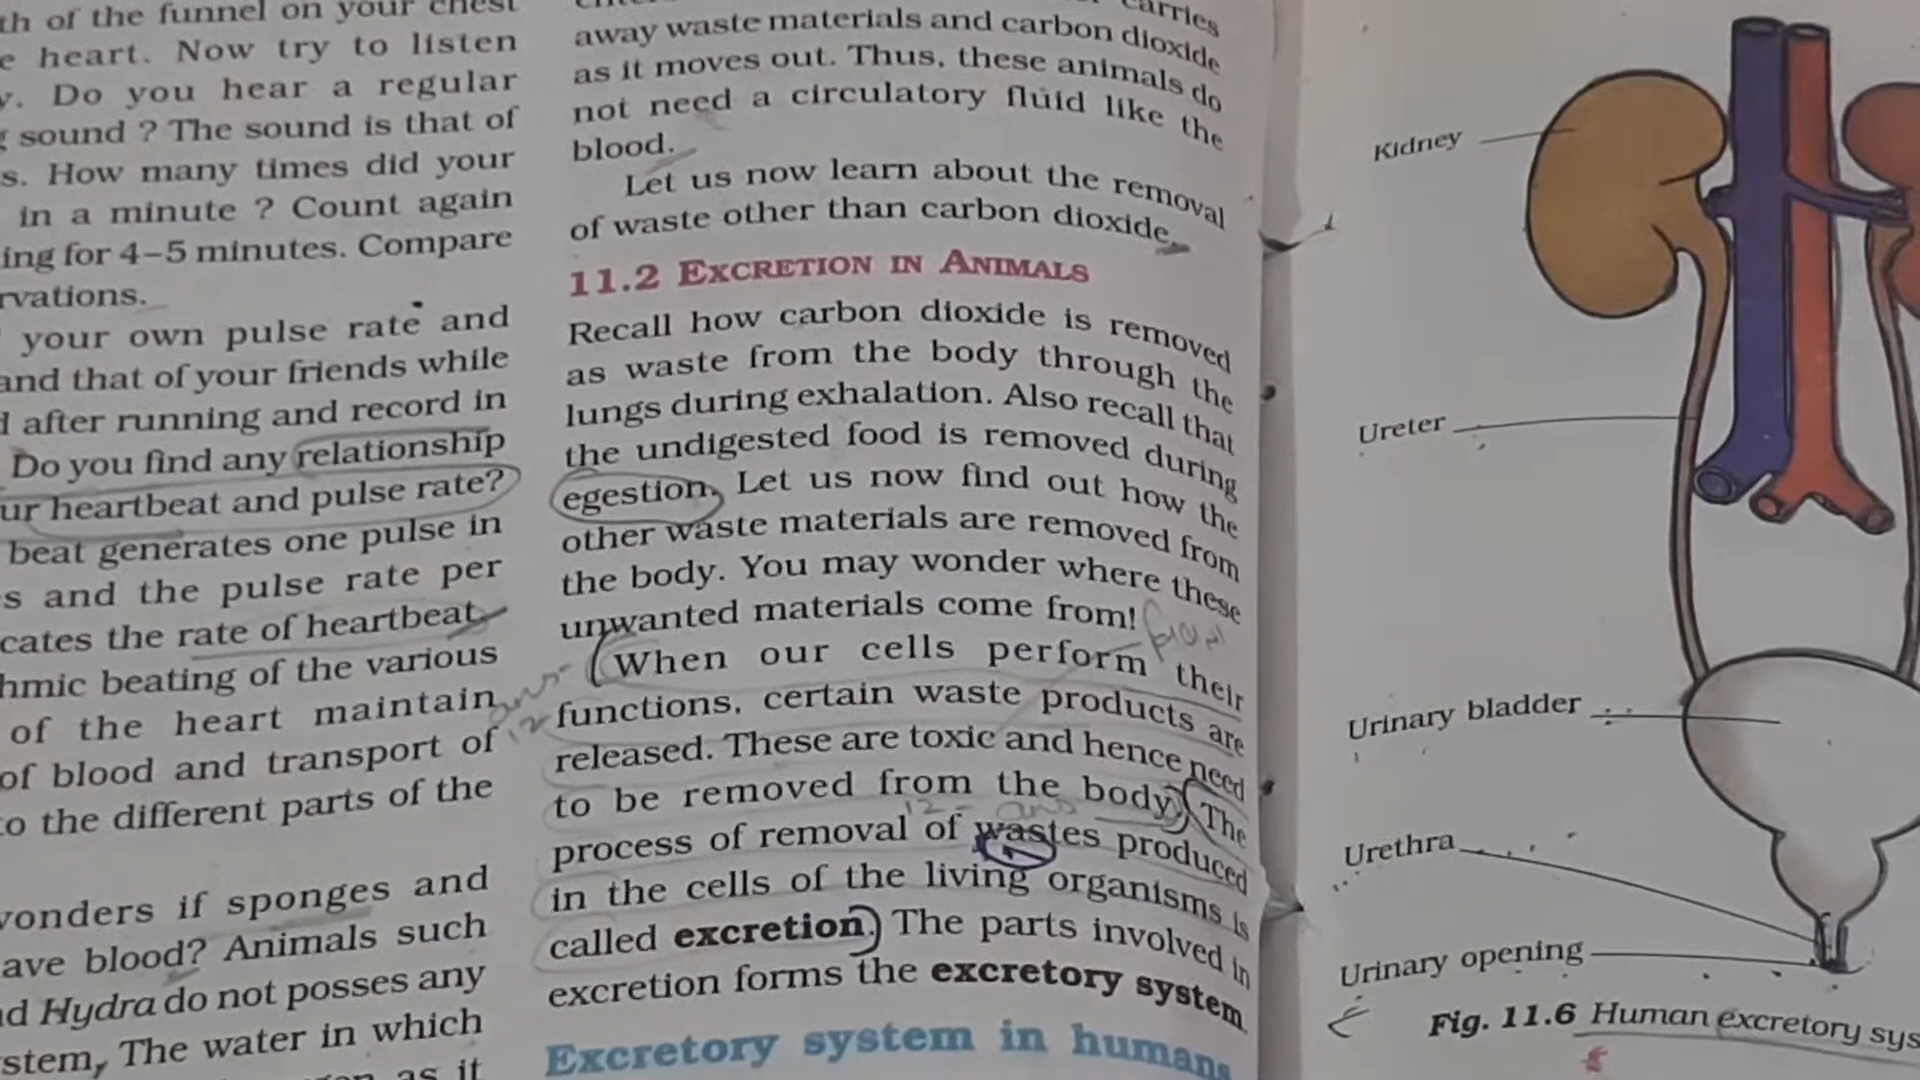 th of the funnel on your chest
heart. Now try to listen
Do you hear a regular
sound ? The sound is that of
s. How many times did your
in a minute ? Count again
ing for 4–5 minutes. Compare
rvations.
your own pulse rate and
and that of your friends while
after running and record in
Do you find any relationship
ur heartbeat and pulse rate?
beat generates one pulse in
s and the pulse rate per
cates the rate of heartbeat.
hmic beating of the various
of the heart maintain
of blood and transport of
to the different parts of the
wonders if sponges and
ave blood? Animals such
nd Hydra do not posses any
stem. The water in which
as it
carries
away waste materials and carbon dioxide
as it moves out. Thus, these animals do
not need a circulatory fluid like the
blood.
Let us now learn about the removal
of waste other than carbon dioxide.
11.2 EXCRETION IN ANIMALS
Recall how carbon dioxide is removed
as waste from the body through the
lungs during exhalation. Also recall that
the undigested food is removed during
egestion. Let us now find out how the
other waste materials are removed from
the body. You may wonder where these
unwanted materials come from!
When our cells perform their
functions, certain waste products are
released. These are toxic and hence need
to be removed from the body. The
process of removal of wastes produced
in the cells of the living organisms is
called excretion. The parts involved in
excretion forms the excretory system.
Excretory system in humans
ans-
12
12 - ans
Kidney
Ureter
Urinary bladder
Urethra
Urinary opening
Fig. 11.6 Human excretory sys